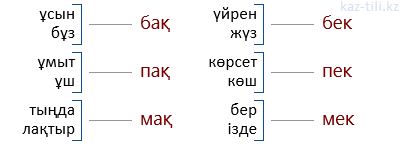 kaz-tili.kz
ұсын
бұз
бақ
үйрен
жүз
бек
ұмыт
ұш
пақ
көрсет
көш
пек
тыңда
лақтыр
мақ
бер
ізде
мек